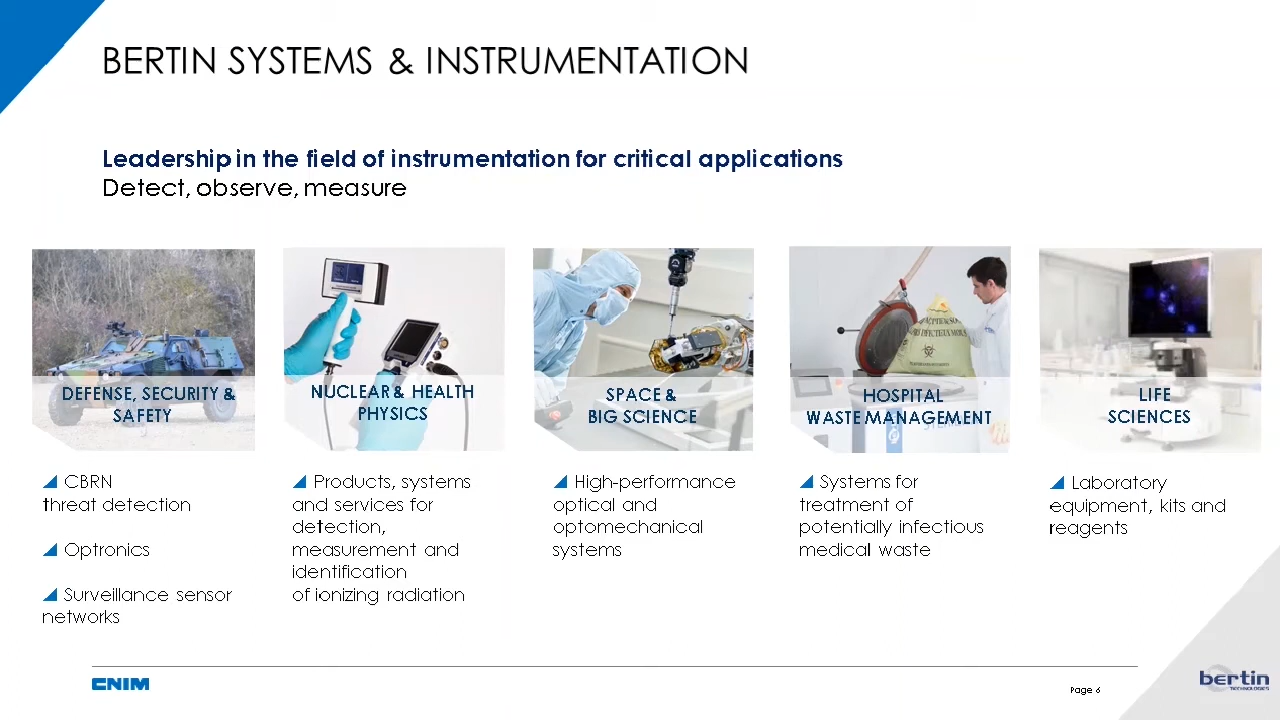 BERTIN SYSTEMS & INSTRUMENTATION
Leadership in the field of instrumentation for critical applications
Detect, observe, measure
DEFENSE, SECURITY &
SAFETY
CBRN
threat detection
Optronics
Surveillance sensor
networks
NUCLEAR & HEALTH
PHYSICS
Products, systems
and services for
detection,
measurement and
identification
of ionizing radiation
SPACE &
BIG SCIENCE
High-performance
optical and
optomechanical
systems
HOSPITAL
WASTE MANAGEMENT
Systems for
treatment of
potentially infectious
medical waste
LIFE
SCIENCES
Laboratory
equipment, kits and
reagents
CNIM
Page 6
bertin
TECHNOLOGIES